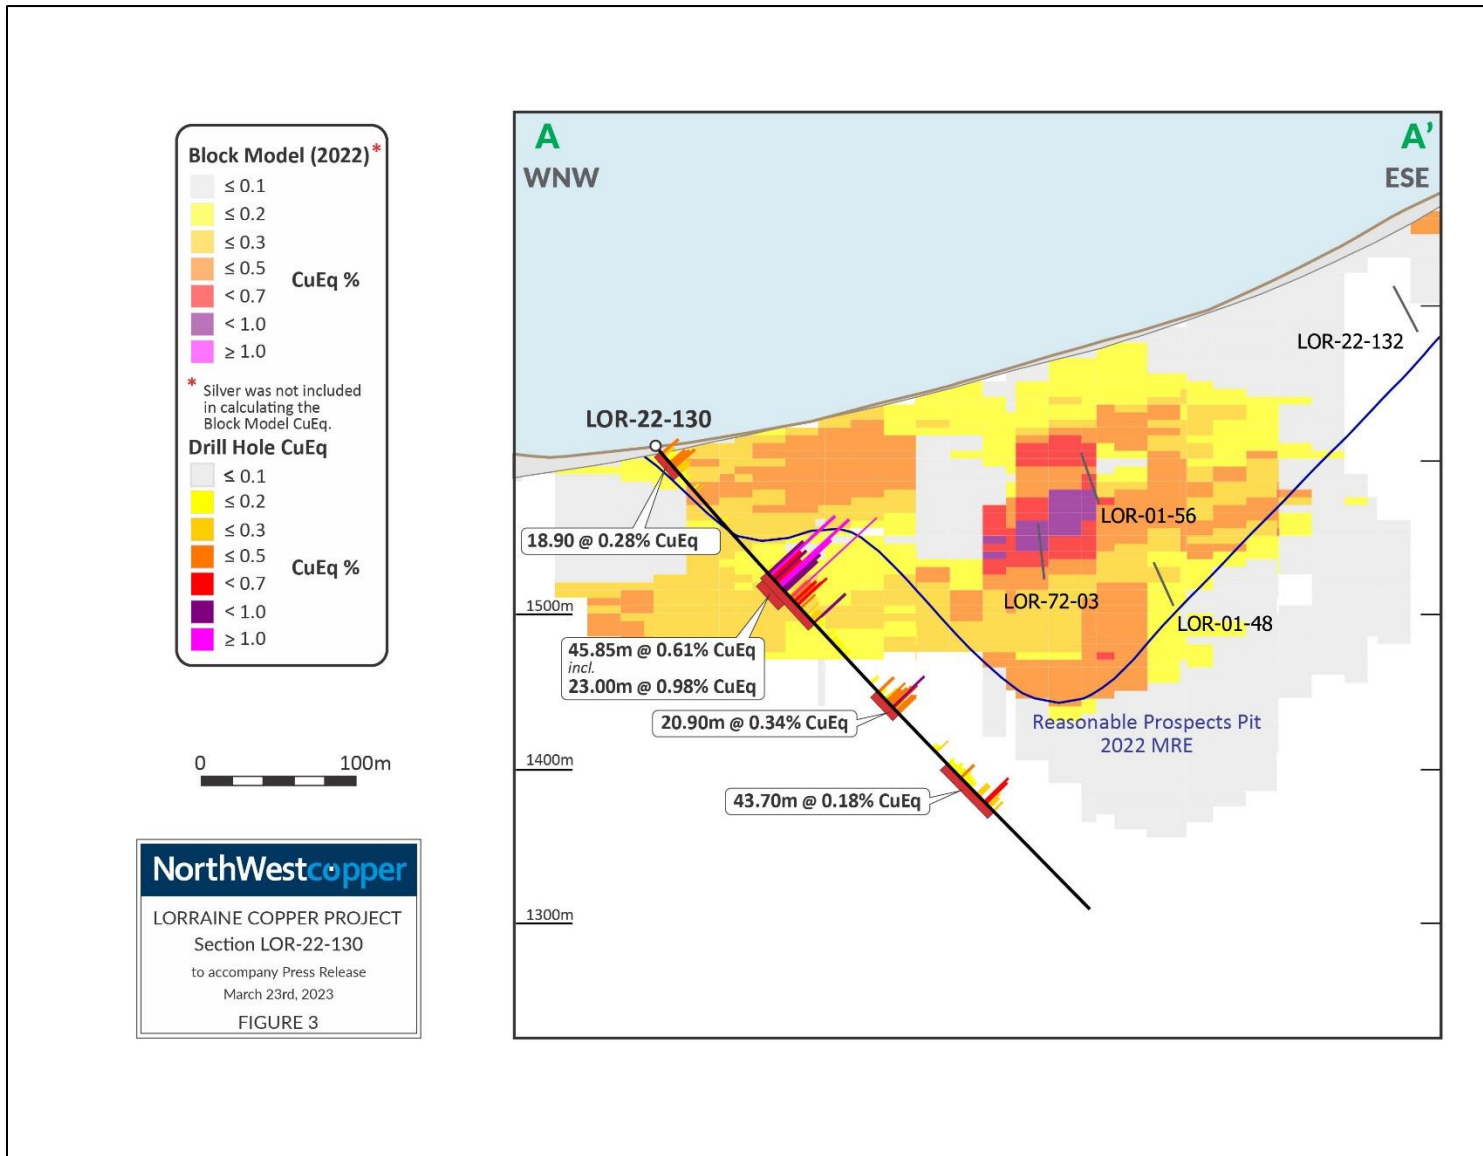 Block Model (2022)*
≤ 0.1
≤ 0.2
≤ 0.3
≤ 0.5
< 0.7
< 1.0
≥ 1.0
CuEq %
* Silver was not included
in calculating the
Block Model CuEq.
Drill Hole CuEq
≤ 0.1
≤ 0.2
≤ 0.3
≤ 0.5
< 0.7
< 1.0
≥ 1.0
CuEq %
0 100m
NorthWestcopper
LORRAINE COPPER PROJECT
Section LOR-22-130
to accompany Press Release
March 23rd, 2023
FIGURE 3
A
WNW
A’
ESE
LOR-22-132
LOR-22-130
18.90 @ 0.28% CuEq
LOR-01-56
LOR-72-03
LOR-01-48
1500m
45.85m @ 0.61% CuEq
incl.
23.00m @ 0.98% CuEq
20.90m @ 0.34% CuEq
Reasonable Prospects Pit
2022 MRE
1400m
43.70m @ 0.18% CuEq
1300m